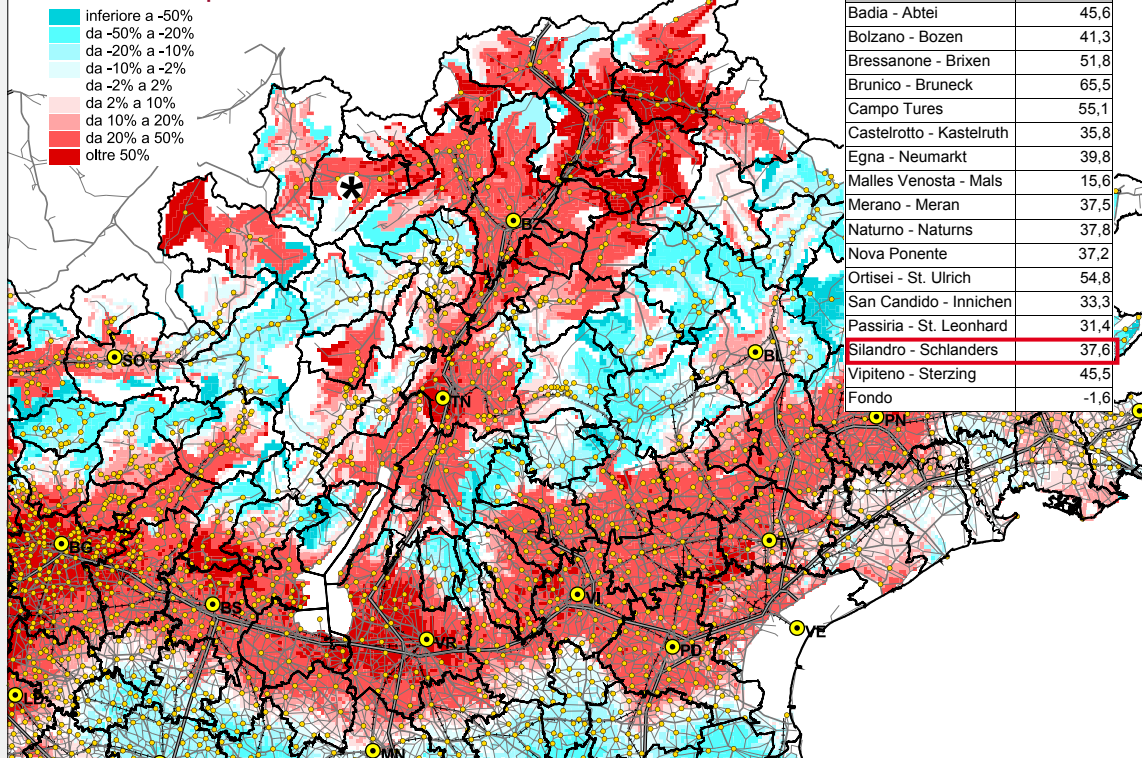 inferiore a -50%
da -50% a -20%
da -20% a -10%
da -10% a -2%
da -2% a 2%
da 2% a 10%
da 10% a 20%
da 20% a 50%
oltre 50%
Badia - Abtei 45,6
Bolzano - Bozen 41,3
Bressanone - Brixen 51,8
Brunico - Bruneck 65,5
Campo Tures 55,1
Castelrotto - Kastelruth 35,8
Egna - Neumarkt 39,8
Malles Venosta - Mals 15,6
Merano - Meran 37,5
Naturno - Naturns 37,8
Nova Ponente 37,2
Ortisei - St. Ulrich 54,8
San Candido - Innichen 33,3
Passiria - St. Leonhard 31,4
Silandro - Schlanders 37,6
Vipiteno - Sterzing 45,5
Fondo -1,6
*
BZ
SO
BL
TN
PN
BG
TV
BS
VI
VE
VR
PD
LD
MN